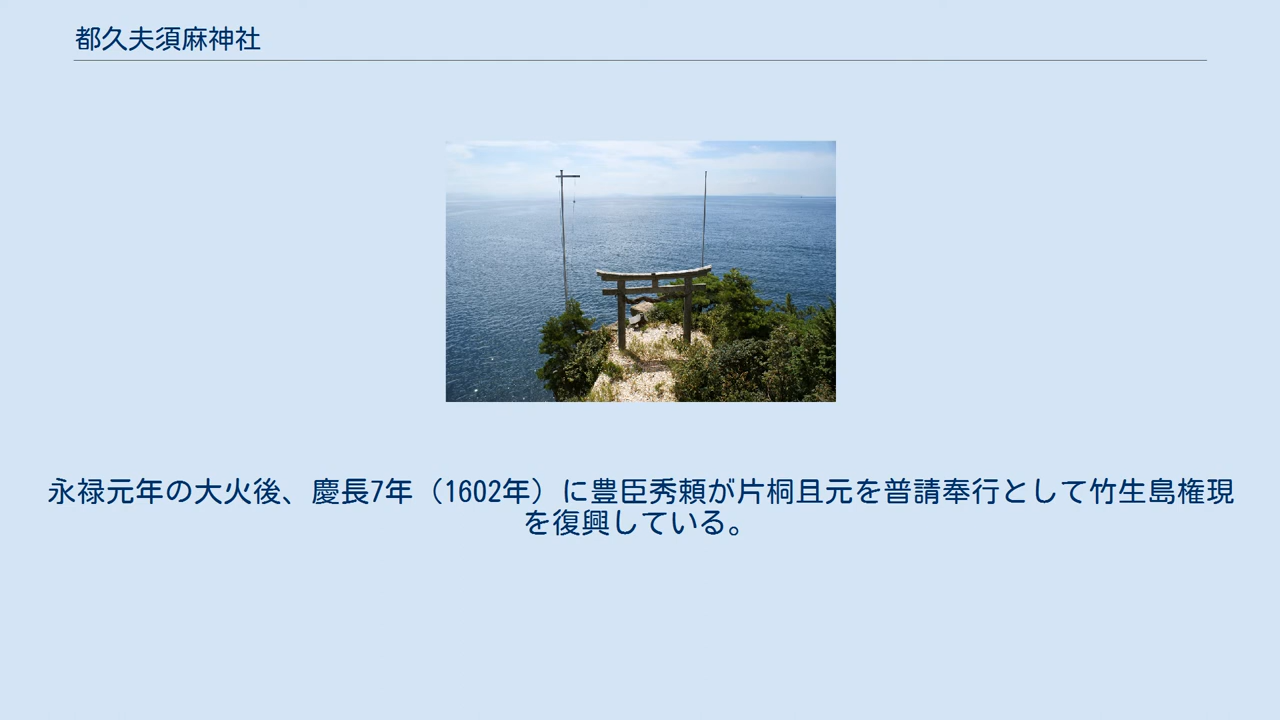 都久夫須麻神社
永禄元年の大火後、慶長7年（1602年）に豊臣秀頼が片桐且元を普請奉行として竹生島権現
を復興している。